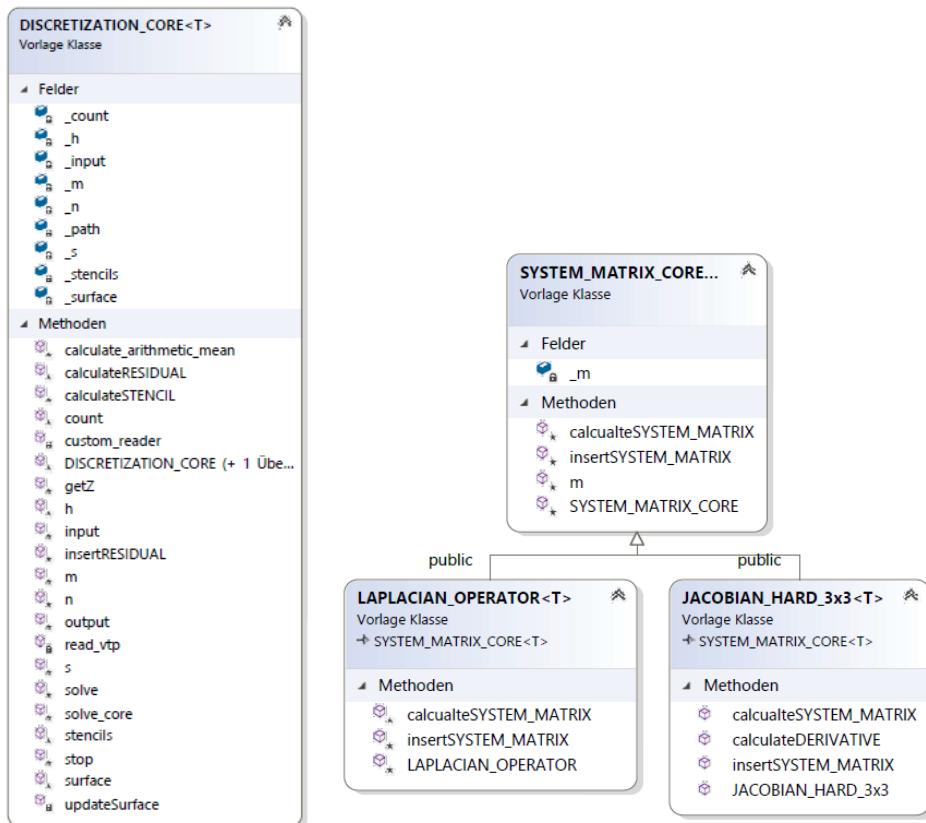 DISCRETIZATION_CORE<T>
Vorlage Klasse
Felder
_count
_h
_input
_m
_n
_path
_s
_stencils
_surface
Methoden
calculate_arithmetic_mean
calculateRESIDUAL
calculateSTENCIL
count
custom_reader
DISCRETIZATION_CORE (+ 1 Übe...
getZ
h
input
insertRESIDUAL
m
n
output
read_vtp
s
solve
solve_core
stencils
stop
surface
updateSurface
SYSTEM_MATRIX_CORE...
Vorlage Klasse
Felder
_m
Methoden
calcualteSYSTEM_MATRIX
insertSYSTEM_MATRIX
m
SYSTEM_MATRIX_CORE
public
public
LAPLACIAN_OPERATOR<T>
Vorlage Klasse
SYSTEM_MATRIX_CORE<T>
Methoden
calcualteSYSTEM_MATRIX
insertSYSTEM_MATRIX
LAPLACIAN_OPERATOR
JACOBIAN_HARD_3x3<T>
Vorlage Klasse
SYSTEM_MATRIX_CORE<T>
Methoden
calcualteSYSTEM_MATRIX
calculateDERIVATIVE
insertSYSTEM_MATRIX
JACOBIAN_HARD_3x3